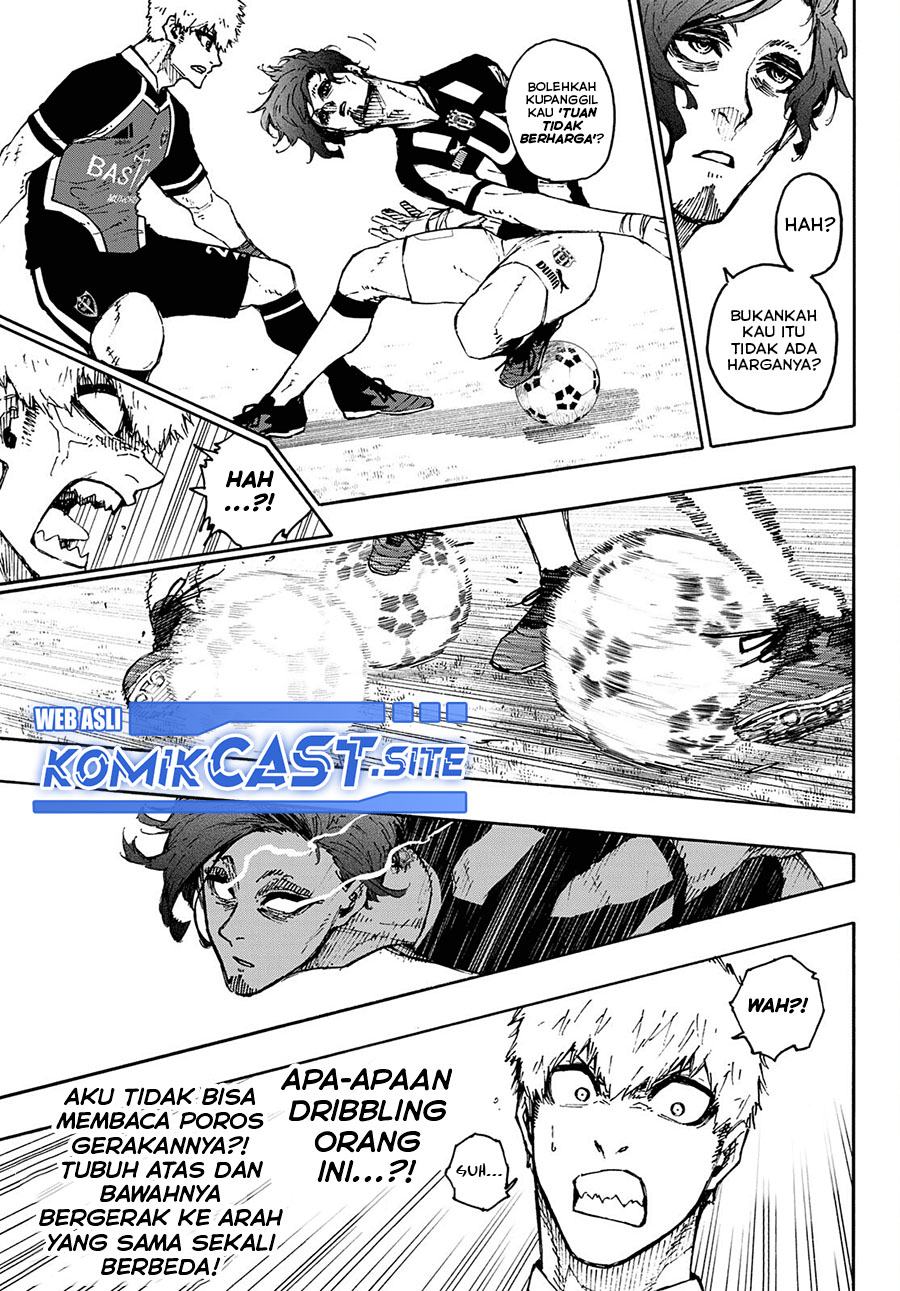 HAH?
BUKANKAH
KAU ITU
TIDAK ADA
HARGANYA?
BOLEHKAH
KUPANGGIL
KAU 'TUAN
TIDAK
BERHARGA'?
BAS
HAH
...?!
WEB ASLI
KOMIKCAST.SITE
WAH?!
SUH...
APA-APAAN
DRIBBLING
ORANG
INI...?!
AKU TIDAK BISA
MEMBACA POROS
GERAKANNYA?!
TUBUH ATAS DAN
BAWAHNYA
BERGERAK KE ARAH
YANG SAMA SEKALI
BERBEDA!